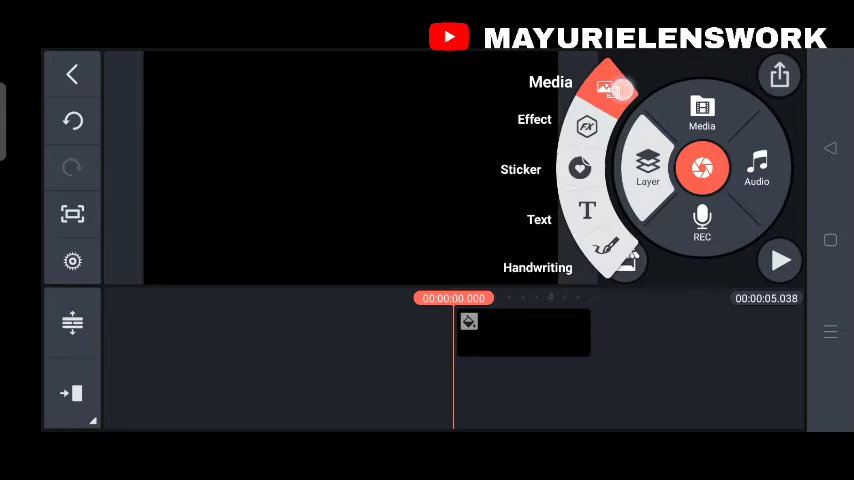 MAYURIELENSWORK
Media
Effect
Sticker
Text
Handwriting
FX
T
Media
Layer
Audio
REC
00:00:00.000
4
00:00:05.038